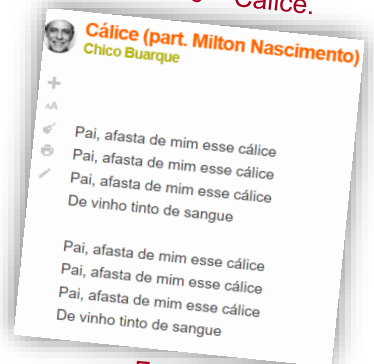 Cálice.
Cálice (part. Milton Nascimento)
Chico Buarque
AA
Pai, afasta de mim esse cálice
Pai, afasta de mim esse cálice
Pai, afasta de mim esse cálice
De vinho tinto de sangue
Pai, afasta de mim esse cálice
Pai, afasta de mim esse cálice
Pai, afasta de mim esse cálice
De vinho tinto de sangue